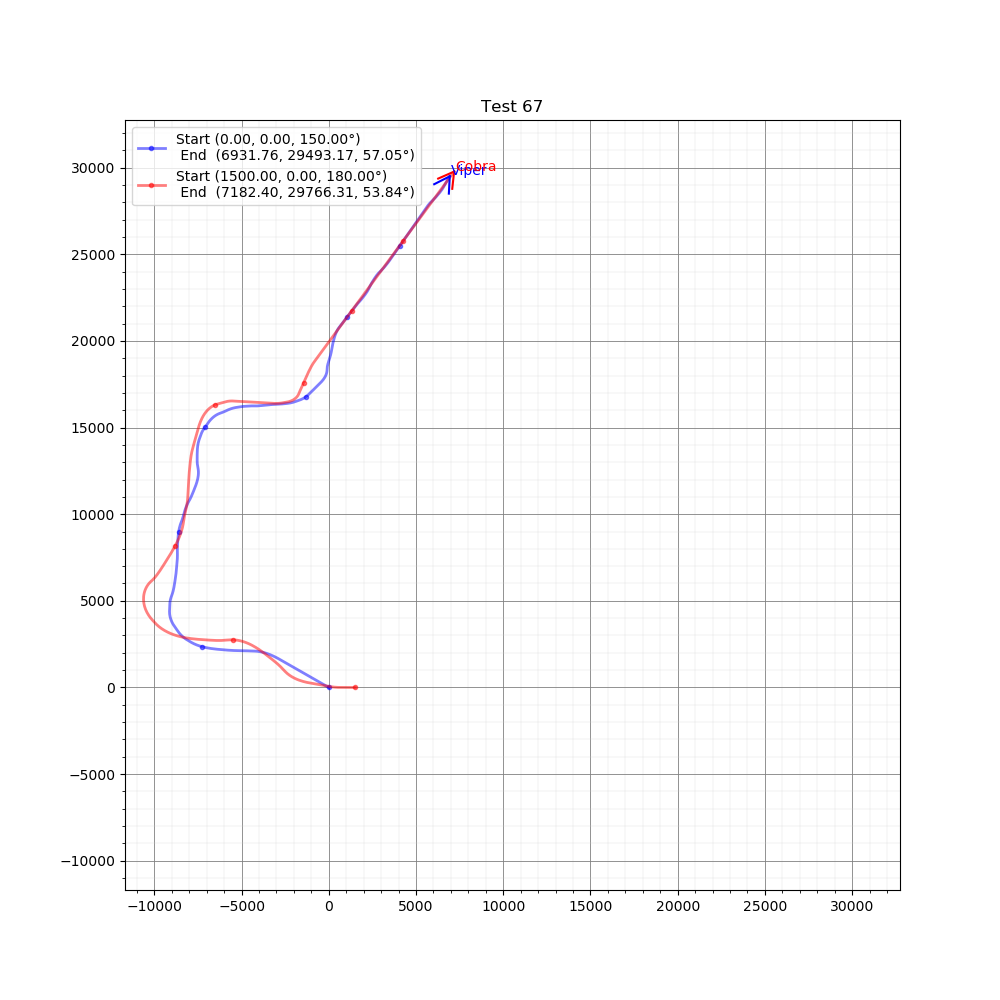 Test 67
Start (0.00, 0.00, 150.00°)
End (6931.76, 29493.17, 57.05°)
Start (1500.00, 0.00, 180.00°)
End (7182.40, 29766.31, 53.84°)
Cobra
Viper
30000
25000
20000
15000
10000
5000
0
−5000
−10000
−10000 −5000 0 5000 10000 15000 20000 25000 30000